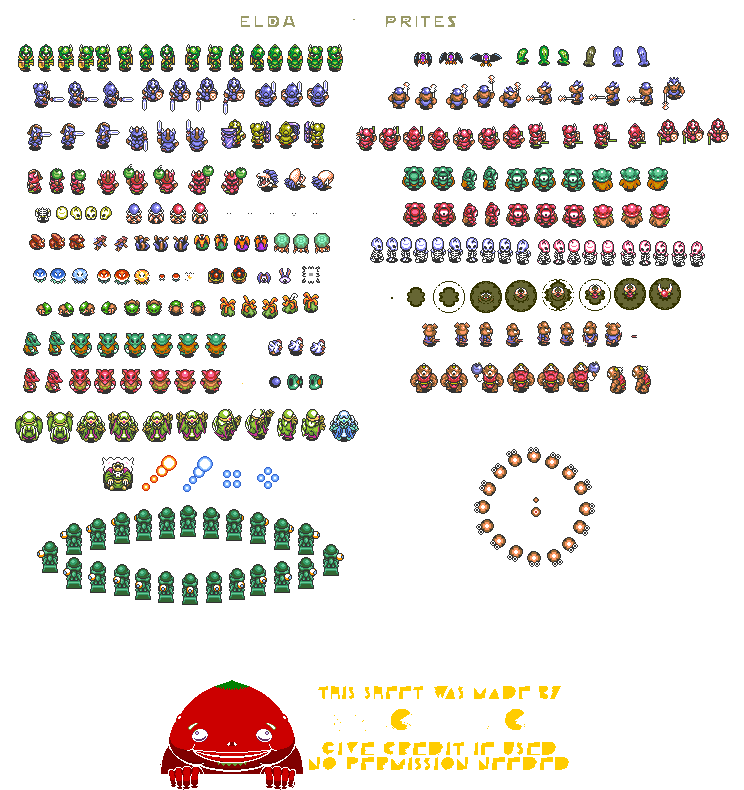 ELDA PRITES
THIS SHEET WAS MADE BY
GIVE CREDIT IF USED
NO PERMISSION NEEDED